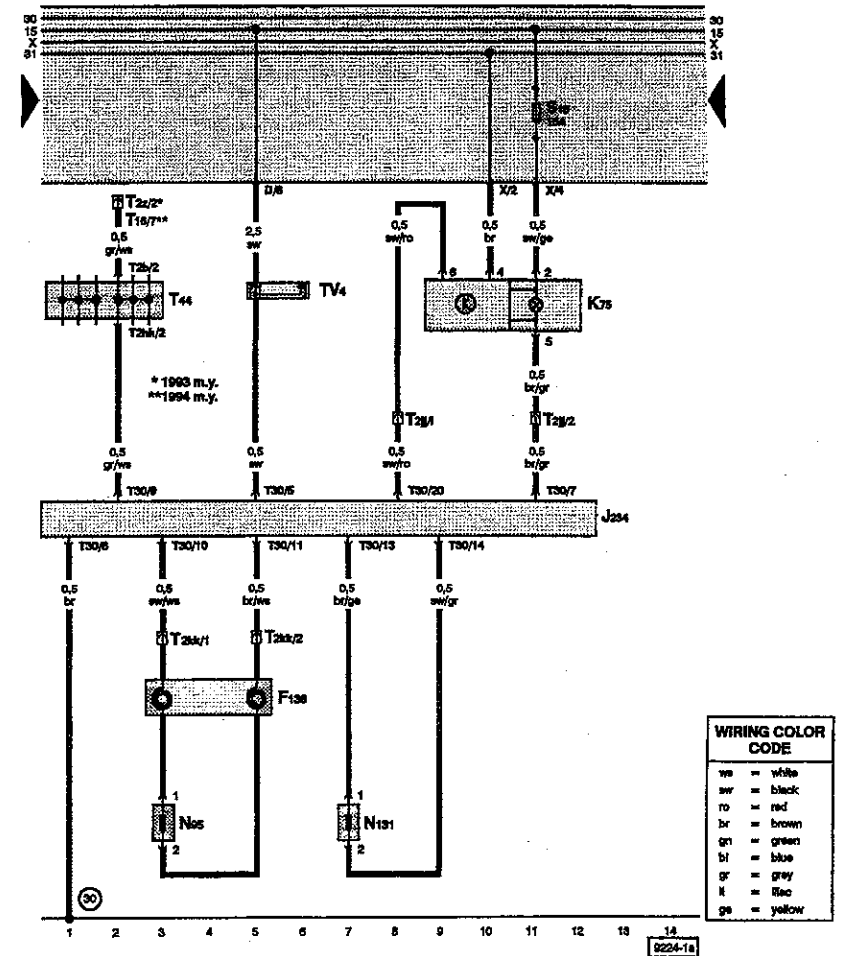 30
15
X
31
30
15
X
31
D/6
X/2
X/4
T2z/2*
T16/7**
0,5
gr/ws
T2b/2
T44
T2hk/2
2,5
sw
TV4
0,5
sw/ro
0,5
br
0,5
sw/ge
6
4
2
K75
5
* 1993 m.y.
**1994 m.y.
0,5
br/gr
T2jj/1
T2jj/2
0,5
gr/ws
0,5
sw
0,5
sw/ro
0,5
br/gr
T30/9
T30/5
T30/20
T30/7
J234
T30/6
T30/10
T30/11
T30/13
T30/14
0,5
br
0,5
sw/ws
0,5
br/ws
0,5
br/ge
0,5
sw/gr
T2kk/1
T2kk/2
F138
1
N95
2
1
N131
2
30
1 2 3 4 5 6 7 8 9 10 11 12 13 14
9224-1a
WIRING COLOR
CODE
ws = white
sw = black
ro = red
br = brown
gn = green
bl = blue
gr = grey
li = lilac
ge = yellow